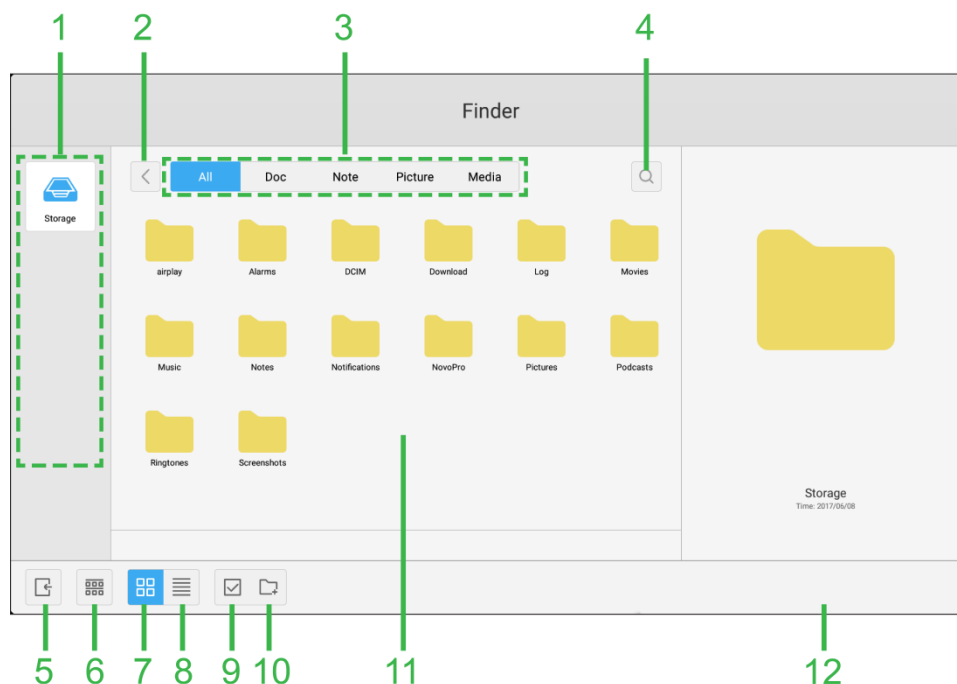 1 2 3 4
Finder
All Doc Note Picture Media
Storage
airplay Alarms DCIM Download Log Movies
Music Notes Notifications NovoPro Pictures Podcasts
Ringtones Screenshots
Storage
Time: 2017/06/08
5 6 7 8 9 10 11 12